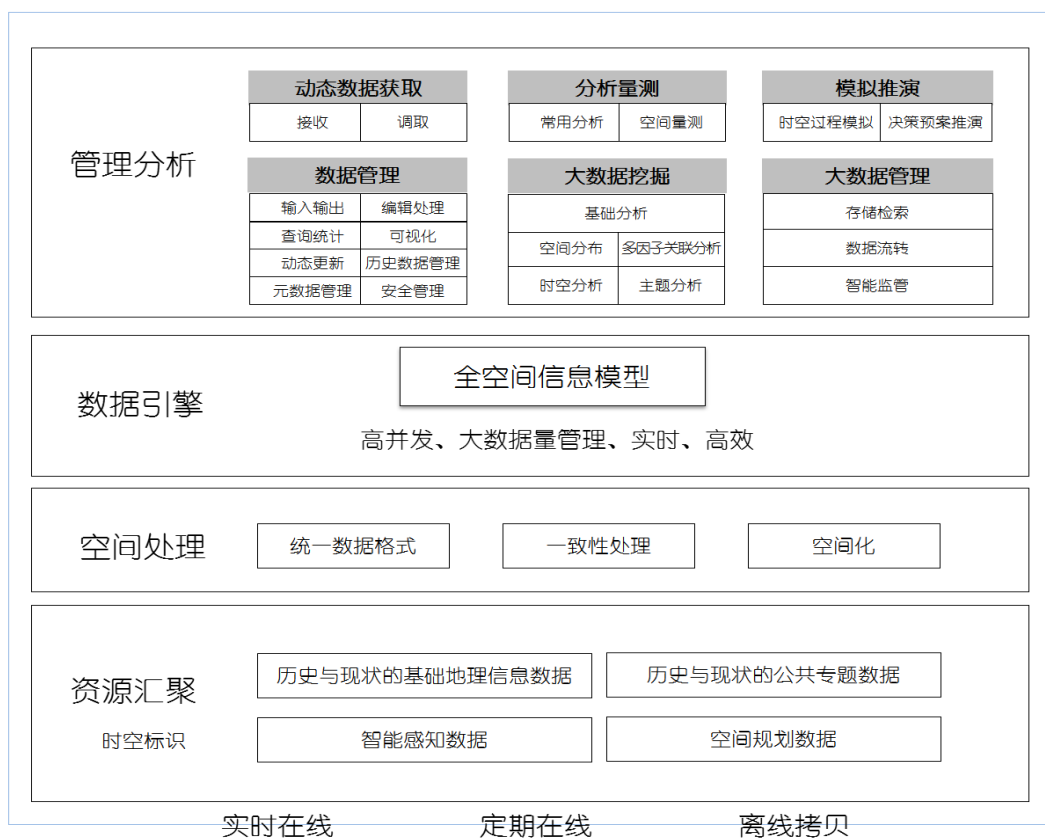 管理分析
动态数据获取
接收 调取
分析量测
常用分析 空间量测
模拟推演
时空过程模拟 决策预案推演
数据管理
输入输出 编辑处理
查询统计 可视化
动态更新 历史数据管理
元数据管理 安全管理
大数据挖掘
基础分析
空间分布 多因子关联分析
时空分析 主题分析
大数据管理
存储检索
数据流转
智能监管
数据引擎
全空间信息模型
高并发、大数据量管理、实时、高效
空间处理
统一数据格式 一致性处理 空间化
资源汇聚
时空标识
历史与现状的基础地理信息数据 历史与现状的公共专题数据
智能感知数据 空间规划数据
实时在线 定期在线 离线拷贝